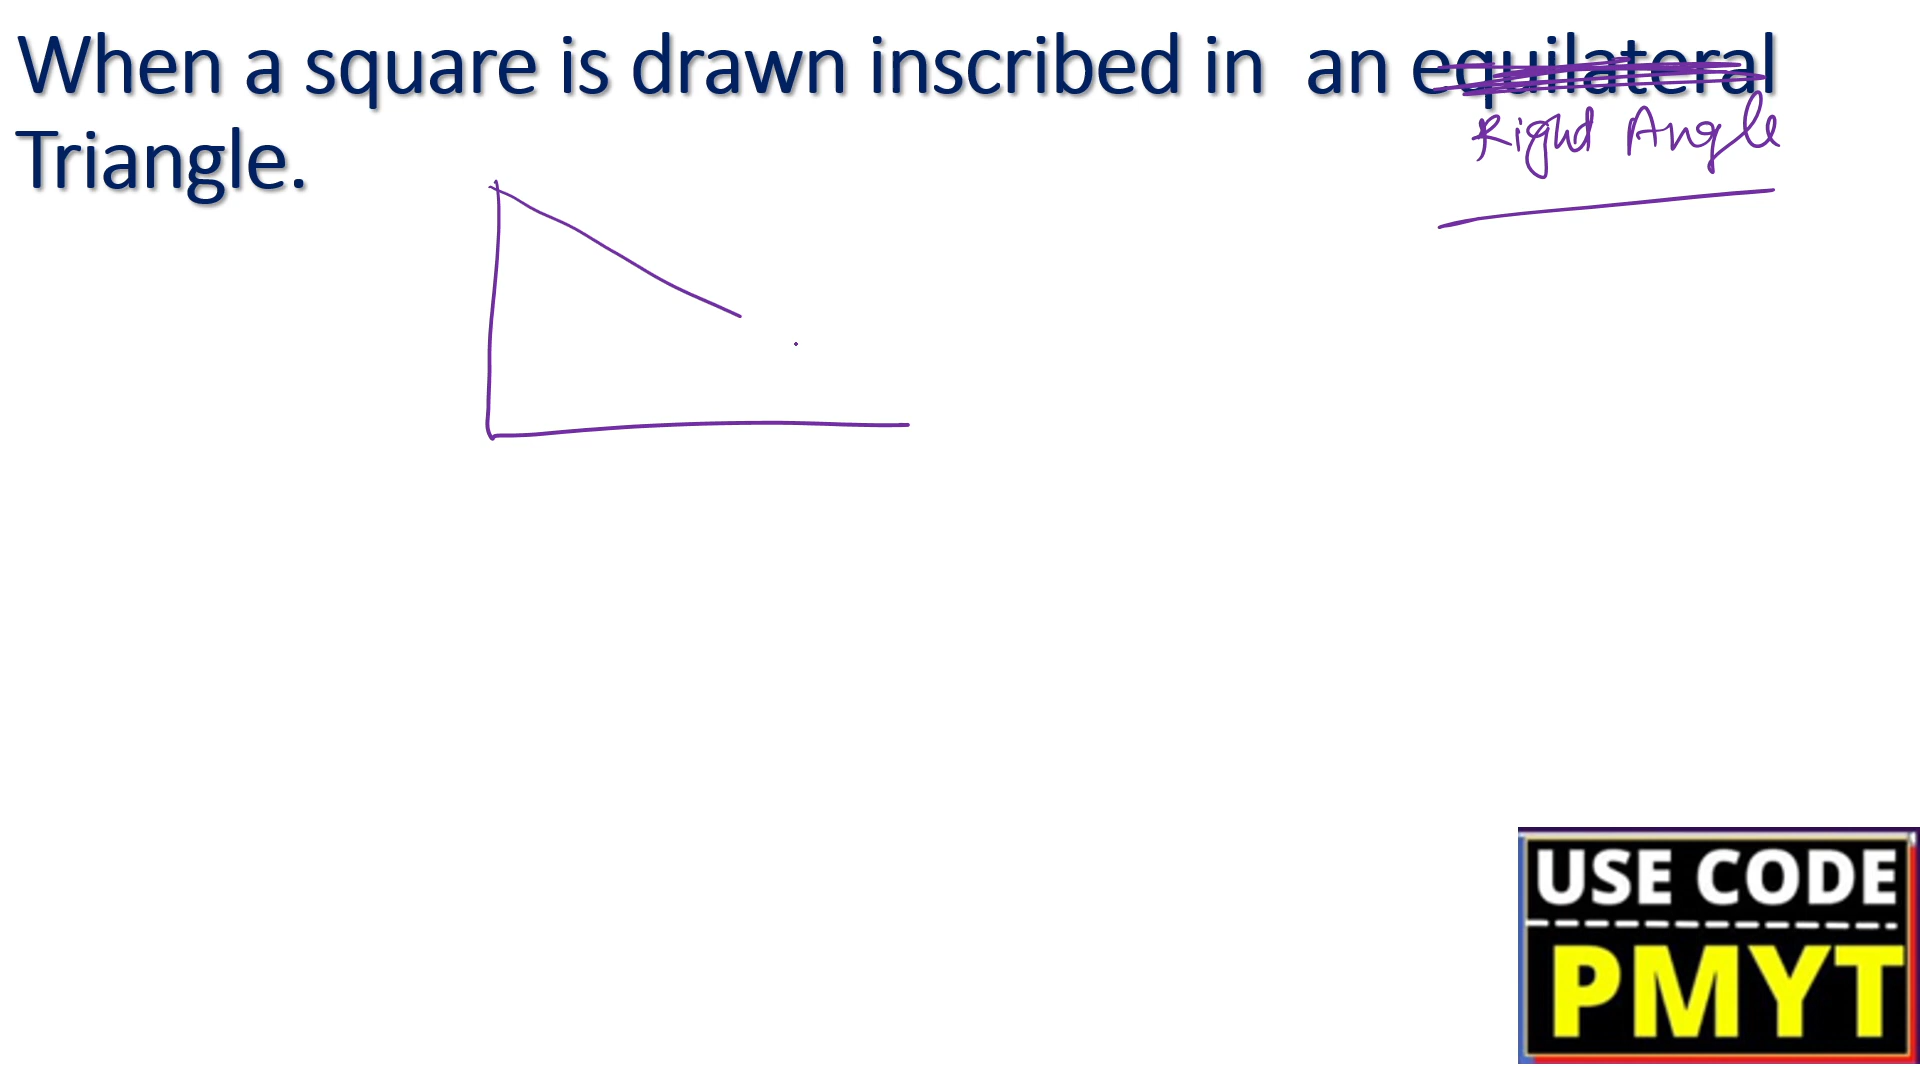 When a square is drawn inscribed in an equilateral
Right Angle
Triangle.
USE CODE
PMYT